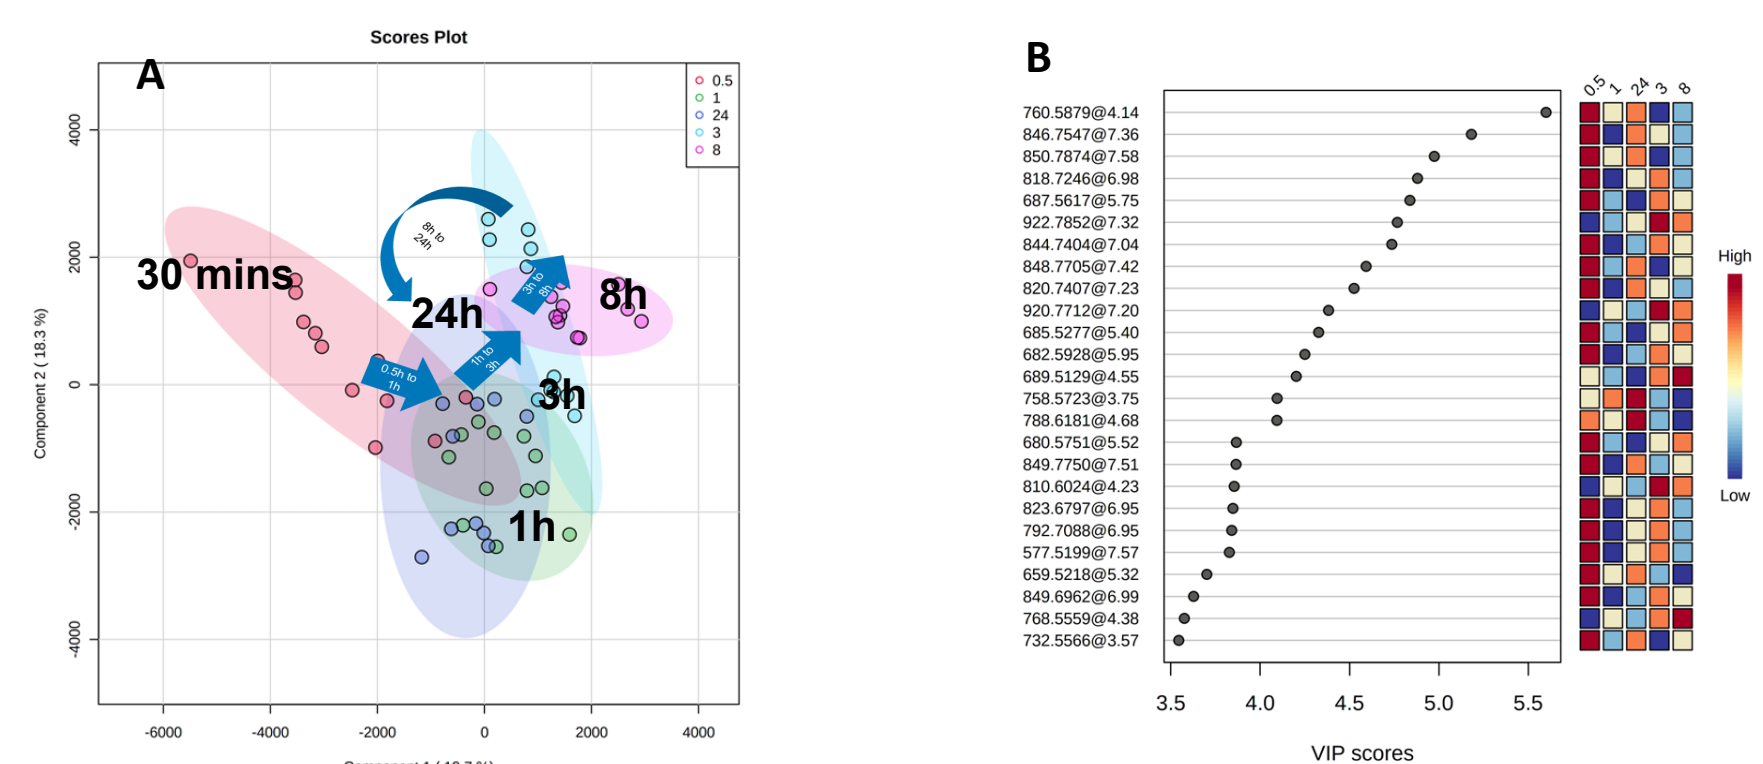 Scores Plot
A
0.5
1
24
3
8
4000
2000
0
-2000
-4000
Component 2 ( 18.3 %)
30 mins
8h to
24h
24h
3h to
8h
8h
0.5h to
1h
1h to
3h
3h
1h
-6000
-4000
-2000
0
2000
4000
B
0.5
1
24
3
8
760.5879@4.14
846.7547@7.36
850.7874@7.58
818.7246@6.98
687.5617@5.75
922.7852@7.32
844.7404@7.04
848.7705@7.42
820.7407@7.23
920.7712@7.20
685.5277@5.40
682.5928@5.95
689.5129@4.55
758.5723@3.75
788.6181@4.68
680.5751@5.52
849.7750@7.51
810.6024@4.23
823.6797@6.95
792.7088@6.95
577.5199@7.57
659.5218@5.32
849.6962@6.99
768.5559@4.38
732.5566@3.57
High
Low
3.5
4.0
4.5
5.0
5.5
VIP scores